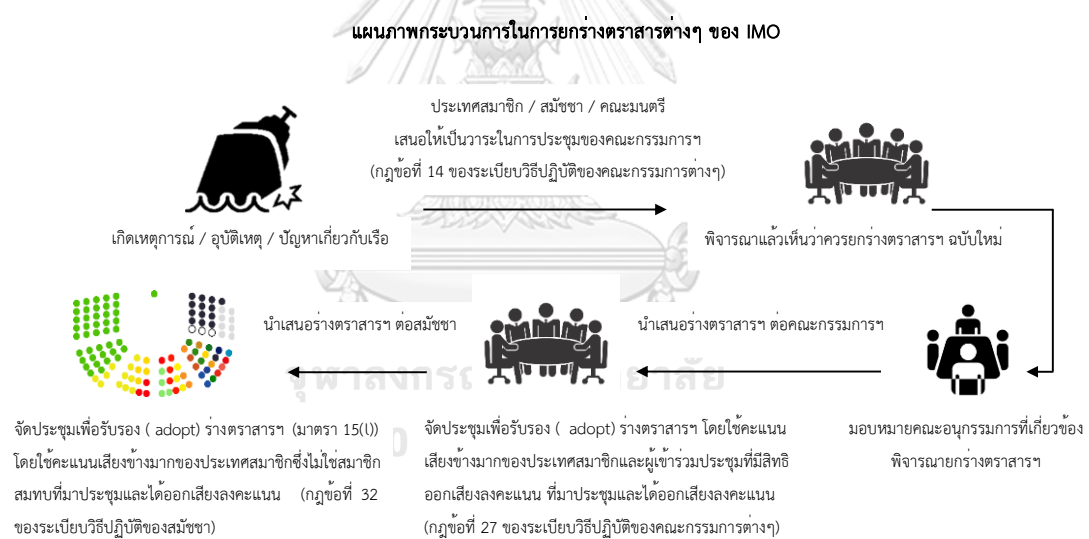 แผนภาพกระบวนการในการยกร่างตราสารต่างๆ ของ IMO
ประเทศสมาชิก / สมัชชา / คณะมนตรี
เสนอให้เป็นวาระในการประชุมของคณะกรรมการฯ
(กฎข้อที่ 14 ของระเบียบวิธีปฏิบัติของคณะกรรมการต่างๆ)
เกิดเหตุการณ์ / อุบัติเหตุ / ปัญหาเกี่ยวกับเรือ
พิจารณาแล้วเห็นว่าควรยกร่างตราสารฯ ฉบับใหม่
มอบหมายคณะอนุกรรมการที่เกี่ยวข้อง
พิจารณายกร่างตราสารฯ
นำเสนอร่างตราสารฯ ต่อคณะกรรมการฯ
จัดประชุมเพื่อรับรอง ( adopt) ร่างตราสารฯ โดยใช้คะแนน
เสียงข้างมากของประเทศสมาชิกและผู้เข้าร่วมประชุมที่มีสิทธิ
ออกเสียงลงคะแนน ที่มาประชุมและได้ออกเสียงลงคะแนน
(กฎข้อที่ 27 ของระเบียบวิธีปฏิบัติของคณะกรรมการต่างๆ)
นำเสนอร่างตราสารฯ ต่อสมัชชา
จัดประชุมเพื่อรับรอง ( adopt) ร่างตราสารฯ (มาตรา 15(l))
โดยใช้คะแนนเสียงข้างมากของประเทศสมาชิกซึ่งไม่ใช่สมาชิก
สมทบที่มาประชุมและได้ออกเสียงลงคะแนน (กฎข้อที่ 32
ของระเบียบวิธีปฏิบัติของสมัชชา)